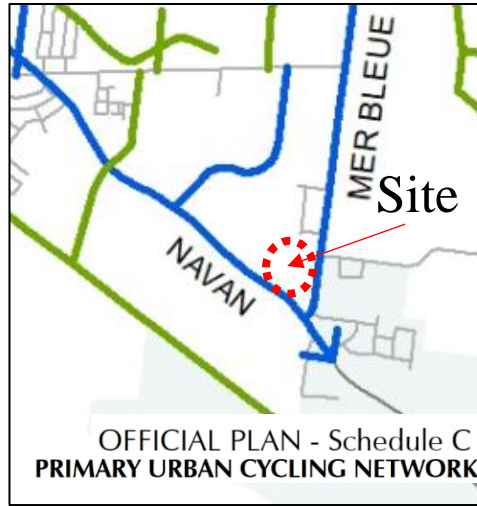 MER BLEUE
Site
NAVAN
OFFICIAL PLAN - Schedule C
PRIMARY URBAN CYCLING NETWORK